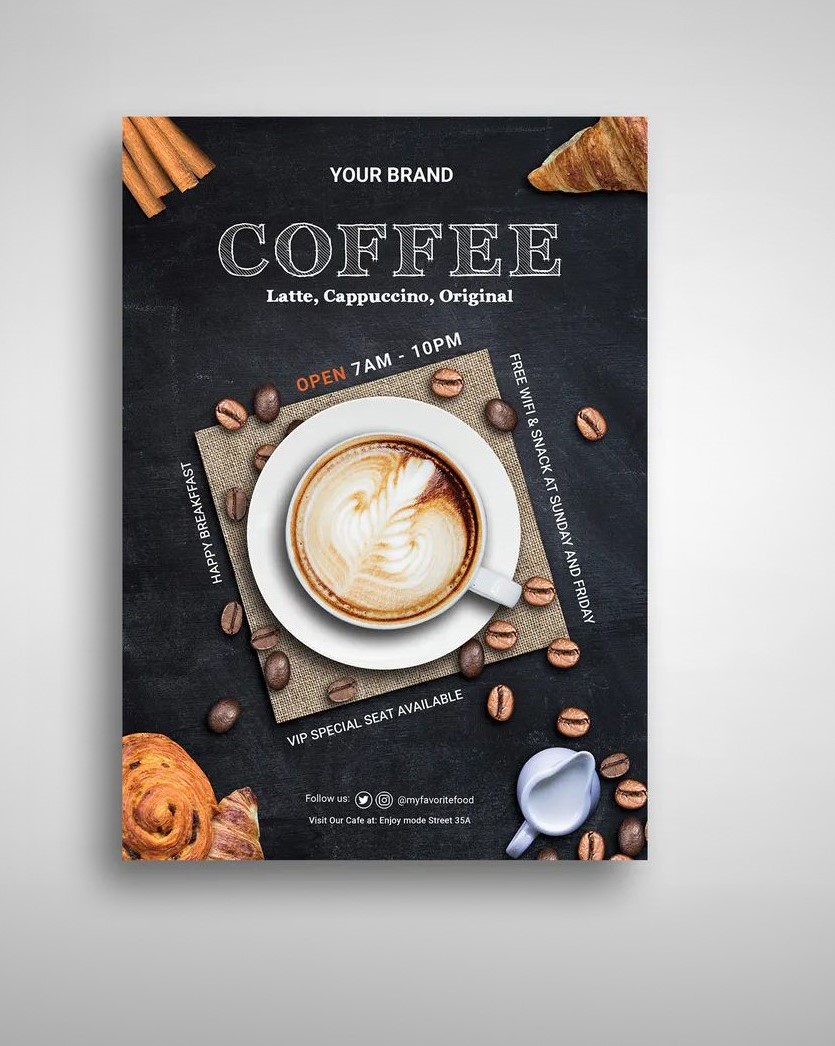 YOUR BRAND
COFFEE
Latte, Cappuccino, Original
OPEN 7AM - 10PM
FREE WIFI & SNACK AT SUNDAY AND FRIDAY
HAPPY BREAKFFAST
VIP SPECIAL SEAT AVAILABLE
Follow us: @myfavoritefood
Visit Our Cafe at: Enjoy mode Street 35A